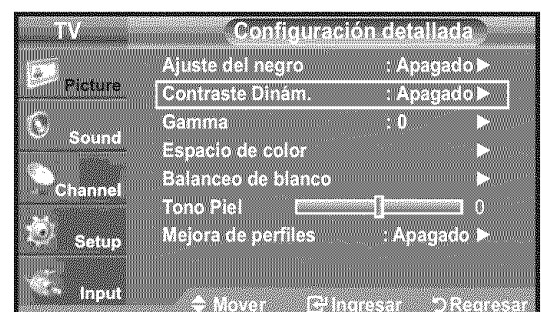 TV
Configuración detallada
Picture
Sound
Channel
Setup
Input
Ajuste del negro : Apagado►
Contraste Dinám. : Apagado►
Gamma : 0 ►
Espacio de color ►
Balanceo de blanco ►
Tono Piel 0
Mejora de perfiles : Apagado ►
Mover Ingresar Regresar